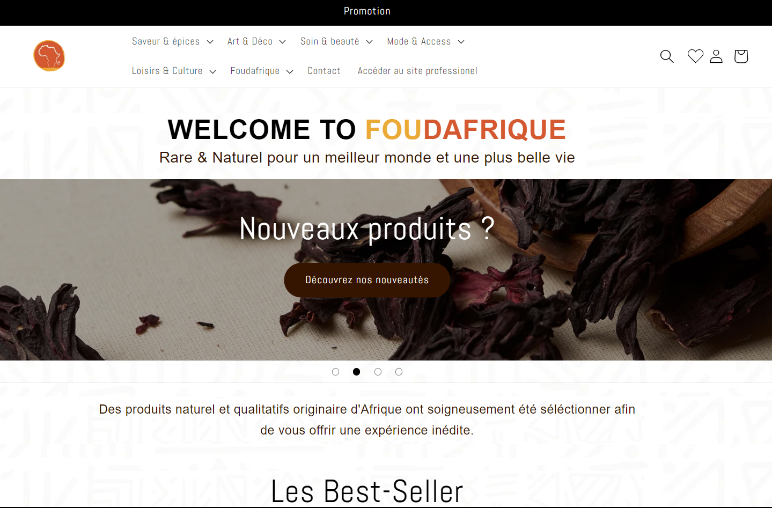 Promotion
Saveur & épices Art & Déco Soin & beauté Mode & Access
Loisirs & Culture Foudafrique Contact Accéder au site professionel
WELCOME TO FOUDAFRIQUE
Rare & Naturel pour un meilleur monde et une plus belle vie
Nouveaux produits ?
Découvrez nos nouveautés
Des produits naturel et qualitatifs originaire d'Afrique ont soigneusement été séléctionner afin
de vous offrir une expérience inédite.
Les Best-Seller